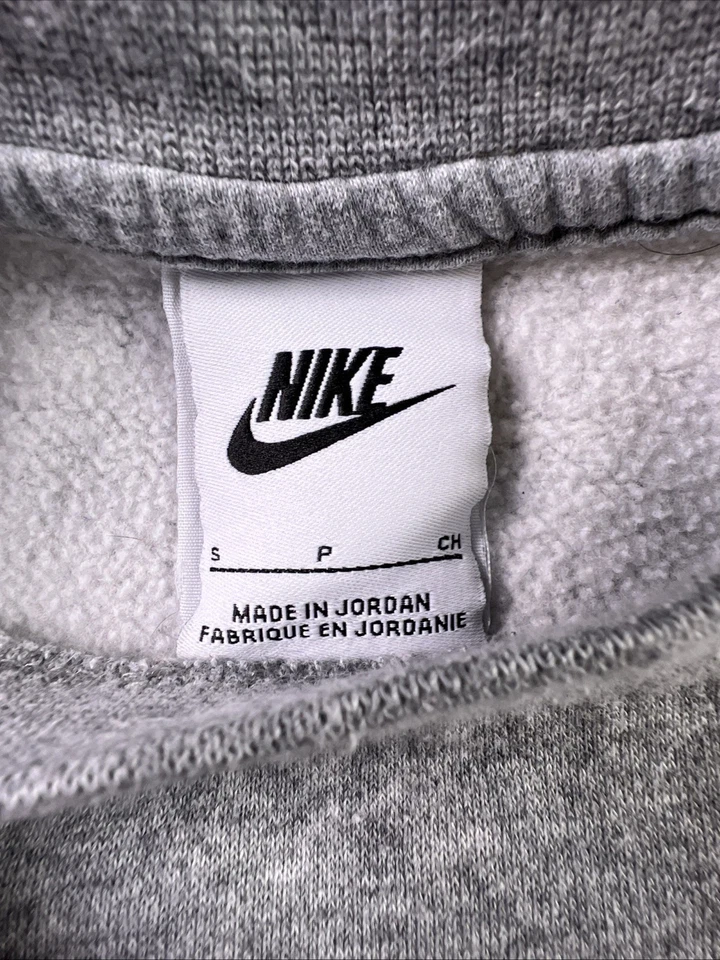 NIKE
S P CH
MADE IN JORDAN
FABRIQUE EN JORDANIE